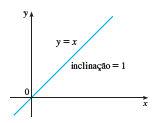 y
y = x
inclinação = 1
0
x